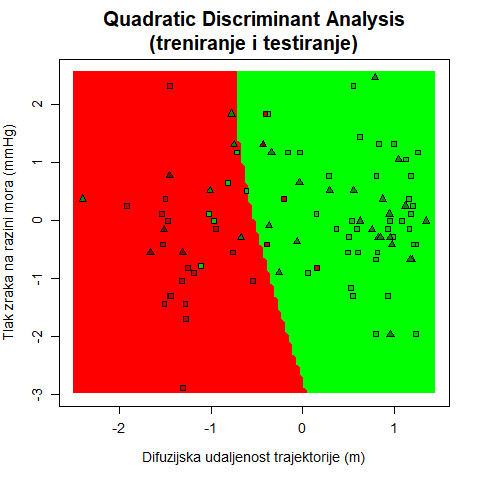 Quadratic Discriminant Analysis
(treniranje i testiranje)
Tlak zraka na razini mora (mmHg)
2
1
0
-1
-2
-3
-2
-1
0
1
Difuzijska udaljenost trajektorije (m)